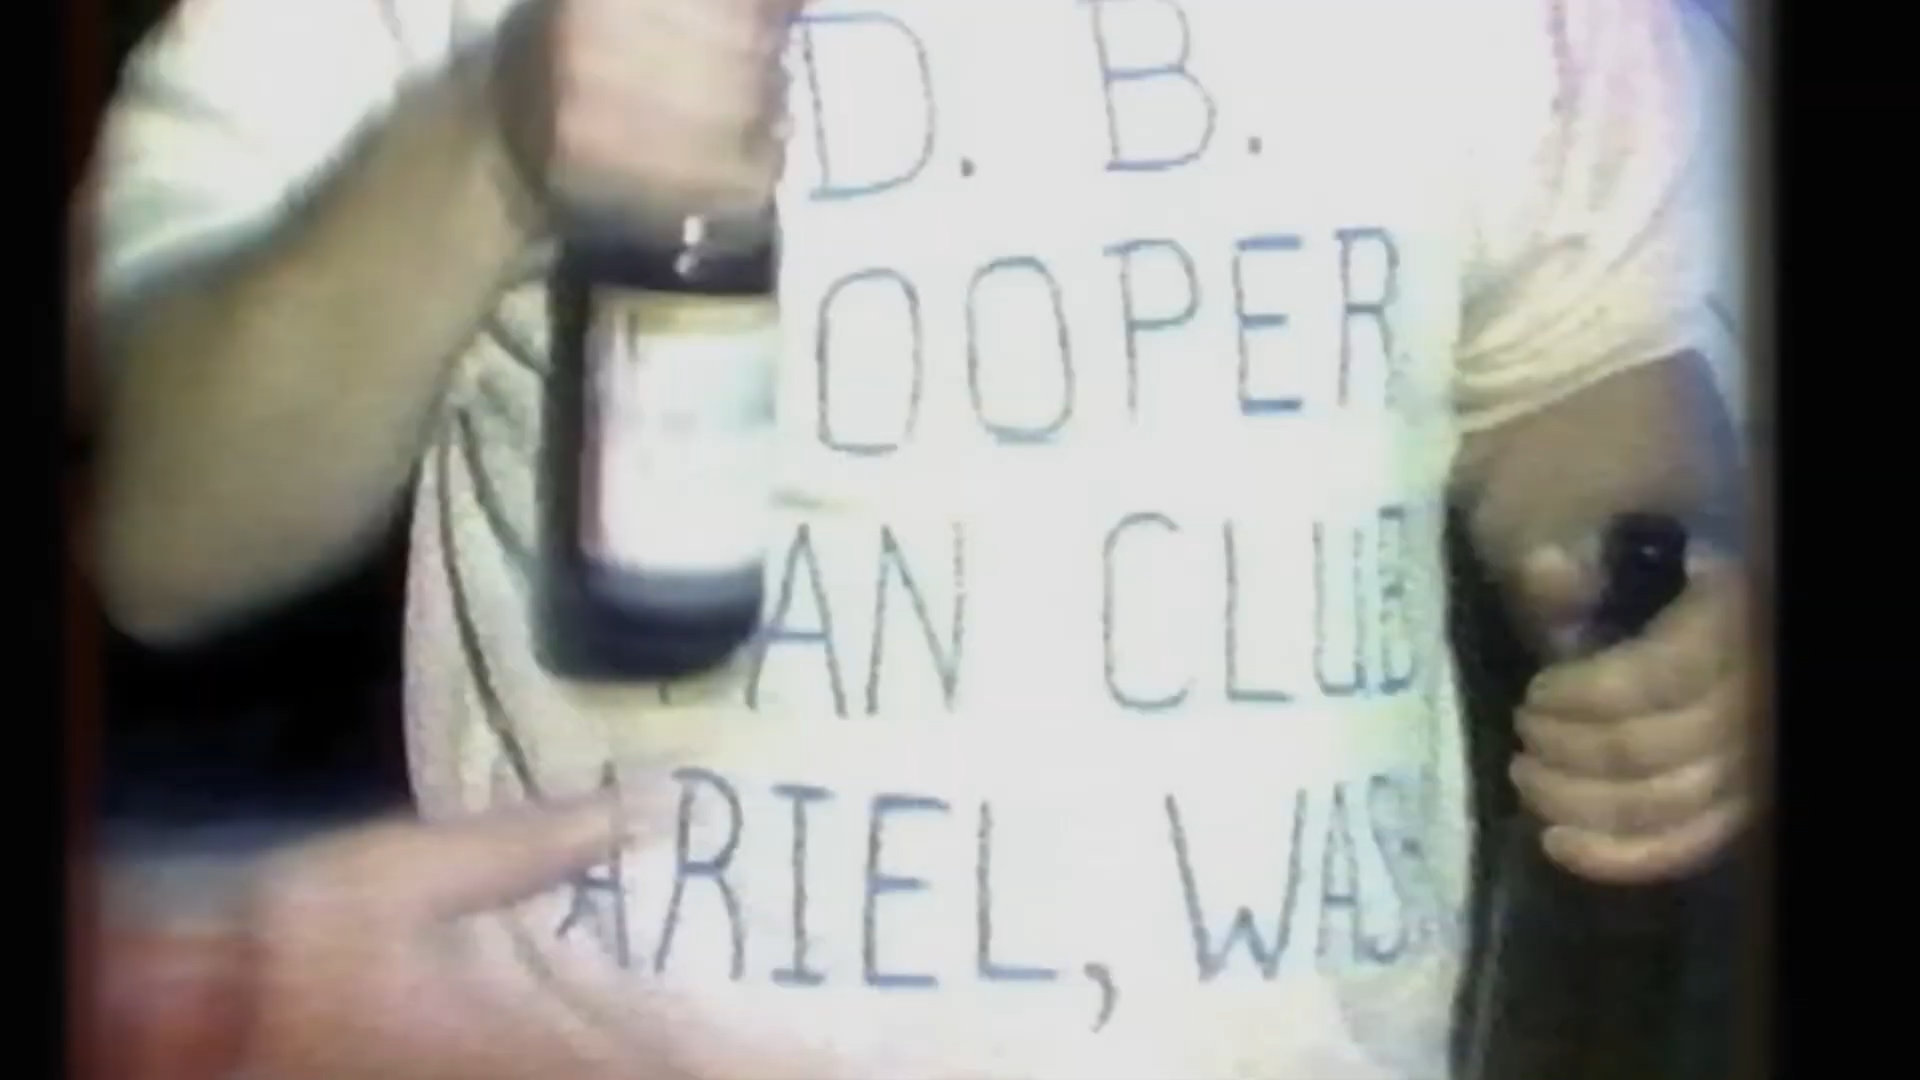 D. B.
OOPER
AN CLUB
ARIEL, WAS